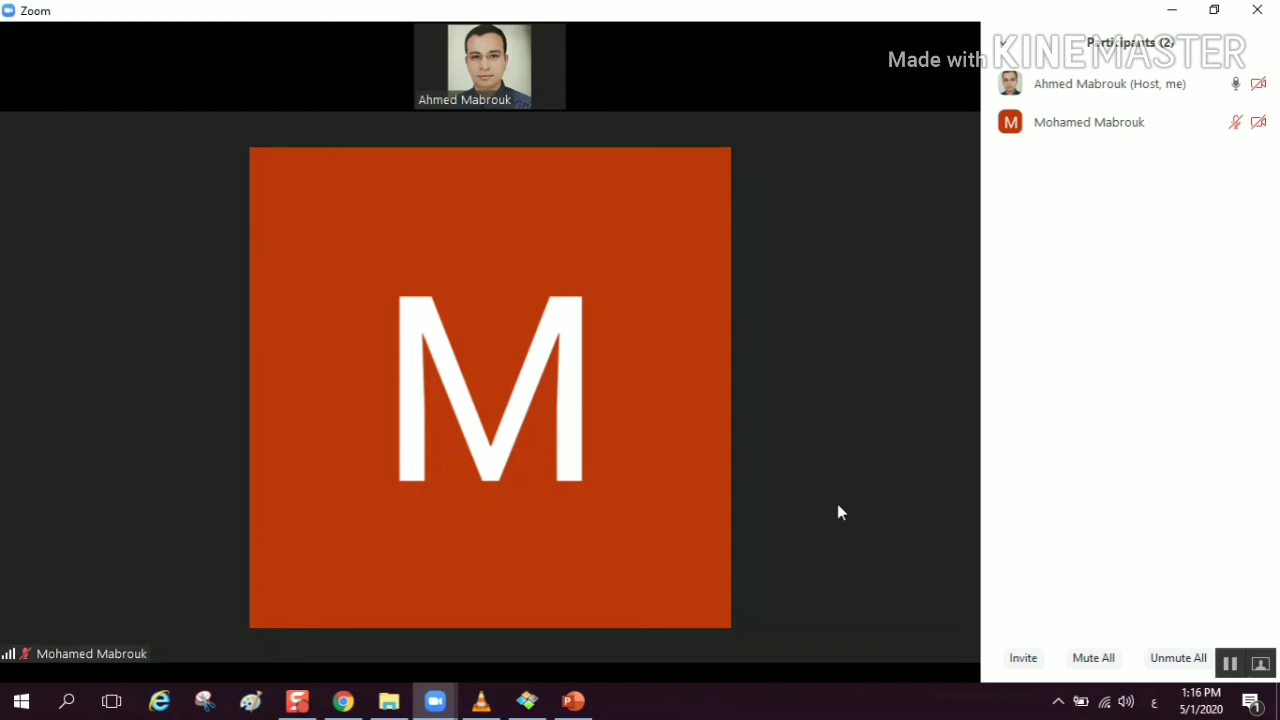 Zoom
Ahmed Mabrouk
Made with KINEMASTER
Participants (2)
Ahmed Mabrouk (Host, me)
M
Mohamed Mabrouk
M
Mohamed Mabrouk
Invite
Mute All
Unmute All
ع
1:16 PM
5/1/2020
1